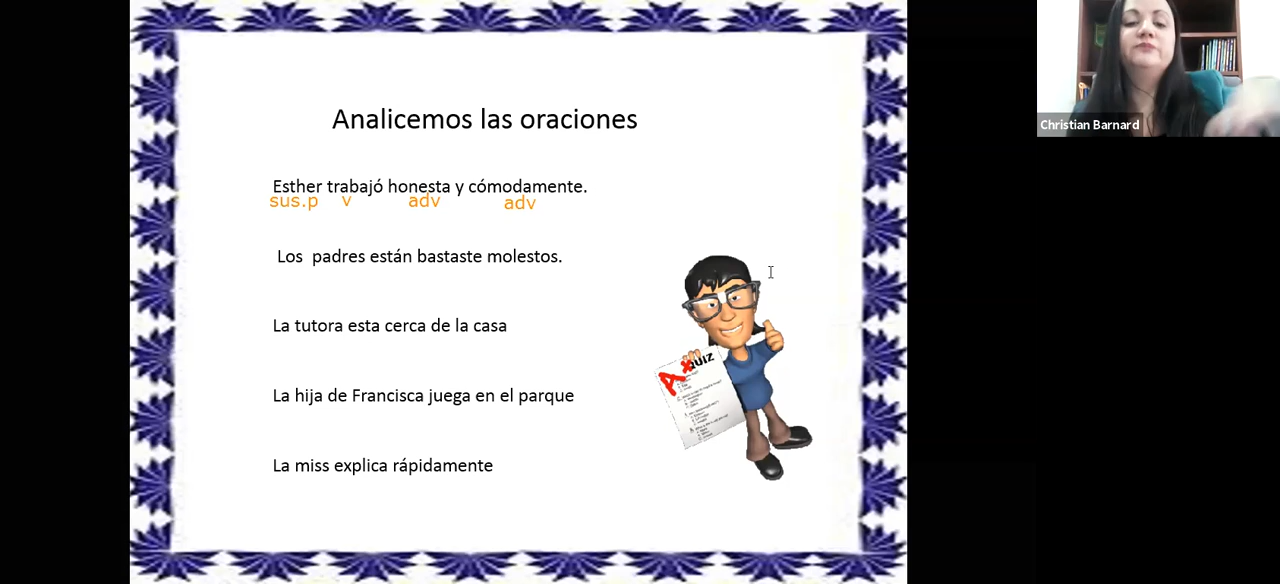 Analicemos las oraciones
Esther trabajó honesta y cómodamente.
sus.p v adv adv
Los padres están bastaste molestos.
La tutora esta cerca de la casa
La hija de Francisca juega en el parque
La miss explica rápidamente
A+ QUIZ
Christian Barnard